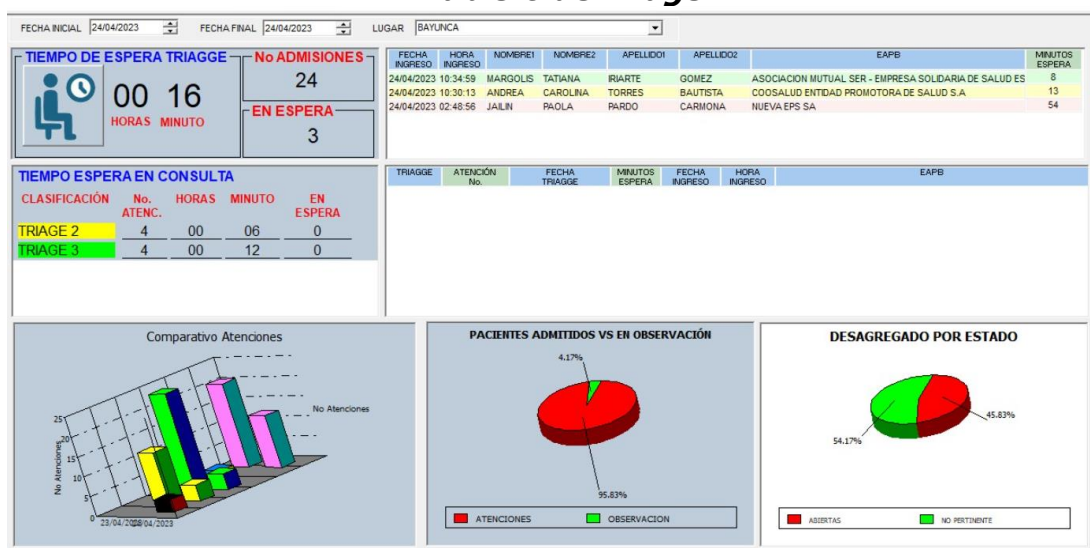 FECHA INICIAL 24/04/2023 FECHA FINAL 24/04/2023 LUGAR BAYUNCA
TIEMPO DE ESPERA TRIAGGE
00 16
HORAS MINUTO
No ADMISIONES
24
EN ESPERA
3
FECHA INGRESO HORA INGRESO NOMBRE1 NOMBRE2 APELLIDO1 APELLIDO2 EAPB MINUTOS ESPERA
24/04/2023 10:34:59 MARGOLIS TATIANA IRIARTE GOMEZ ASOCIACION MUTUAL SER - EMPRESA SOLIDARIA DE SALUD ES 8
24/04/2023 10:30:13 ANDREA CAROLINA TORRES BAUTISTA COOSALUD ENTIDAD PROMOTORA DE SALUD S.A 13
24/04/2023 02:48:56 JAILIN PAOLA PARDO CARMONA NUEVA EPS SA 54
TIEMPO ESPERA EN CONSULTA
CLASIFICACIÓN No. ATENC. HORAS MINUTO EN ESPERA
TRIAGE 2 4 00 06 0
TRIAGE 3 4 00 12 0
TRIAGGE ATENCIÓN No. FECHA TRIAGGE MINUTOS ESPERA FECHA INGRESO HORA INGRESO EAPB
Comparativo Atenciones
No Atenciones
25
20
15
10
5
0
No Atenciones
23/04/2023
24/04/2023
PACIENTES ADMITIDOS VS EN OBSERVACIÓN
4.17%
95.83%
ATENCIONES OBSERVACION
DESAGREGADO POR ESTADO
45.83%
54.17%
ABIERTAS NO PERTINENTE